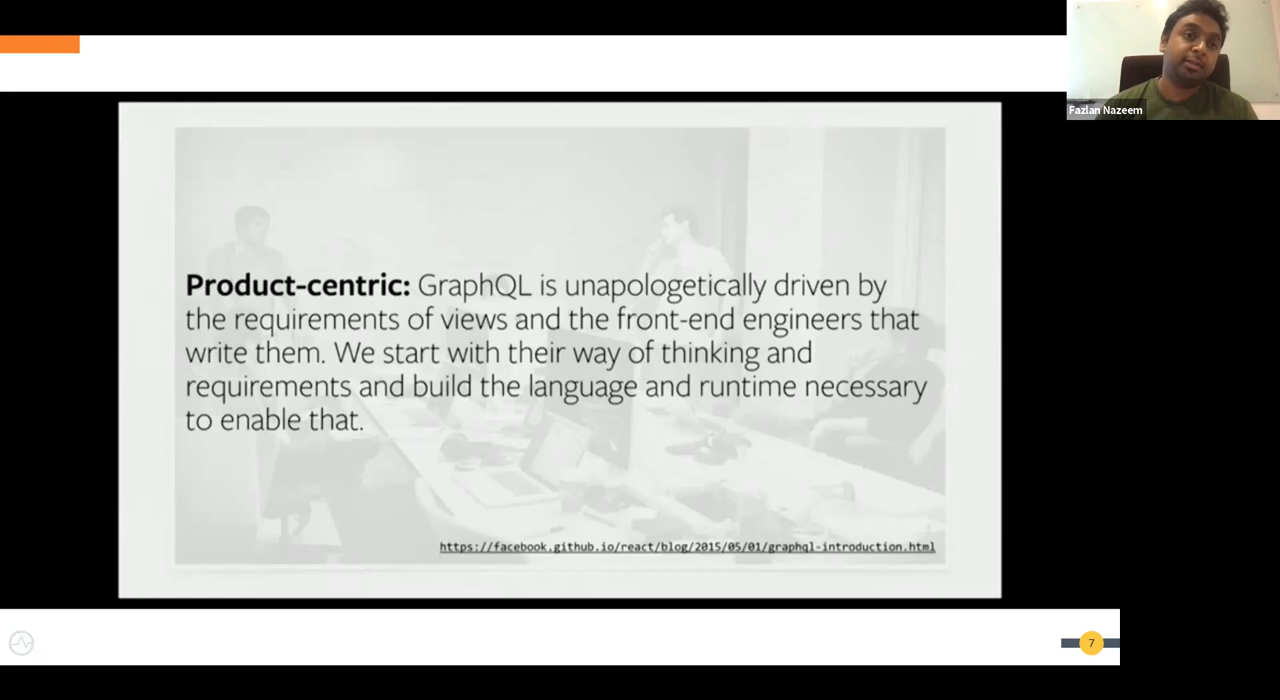 Fazlan Nazeem
Product-centric: GraphQL is unapologetically driven by
the requirements of views and the front-end engineers that
write them. We start with their way of thinking and
requirements and build the language and runtime necessary
to enable that.
https://facebook.github.io/react/blog/2015/05/01/graphql-introduction.html
7